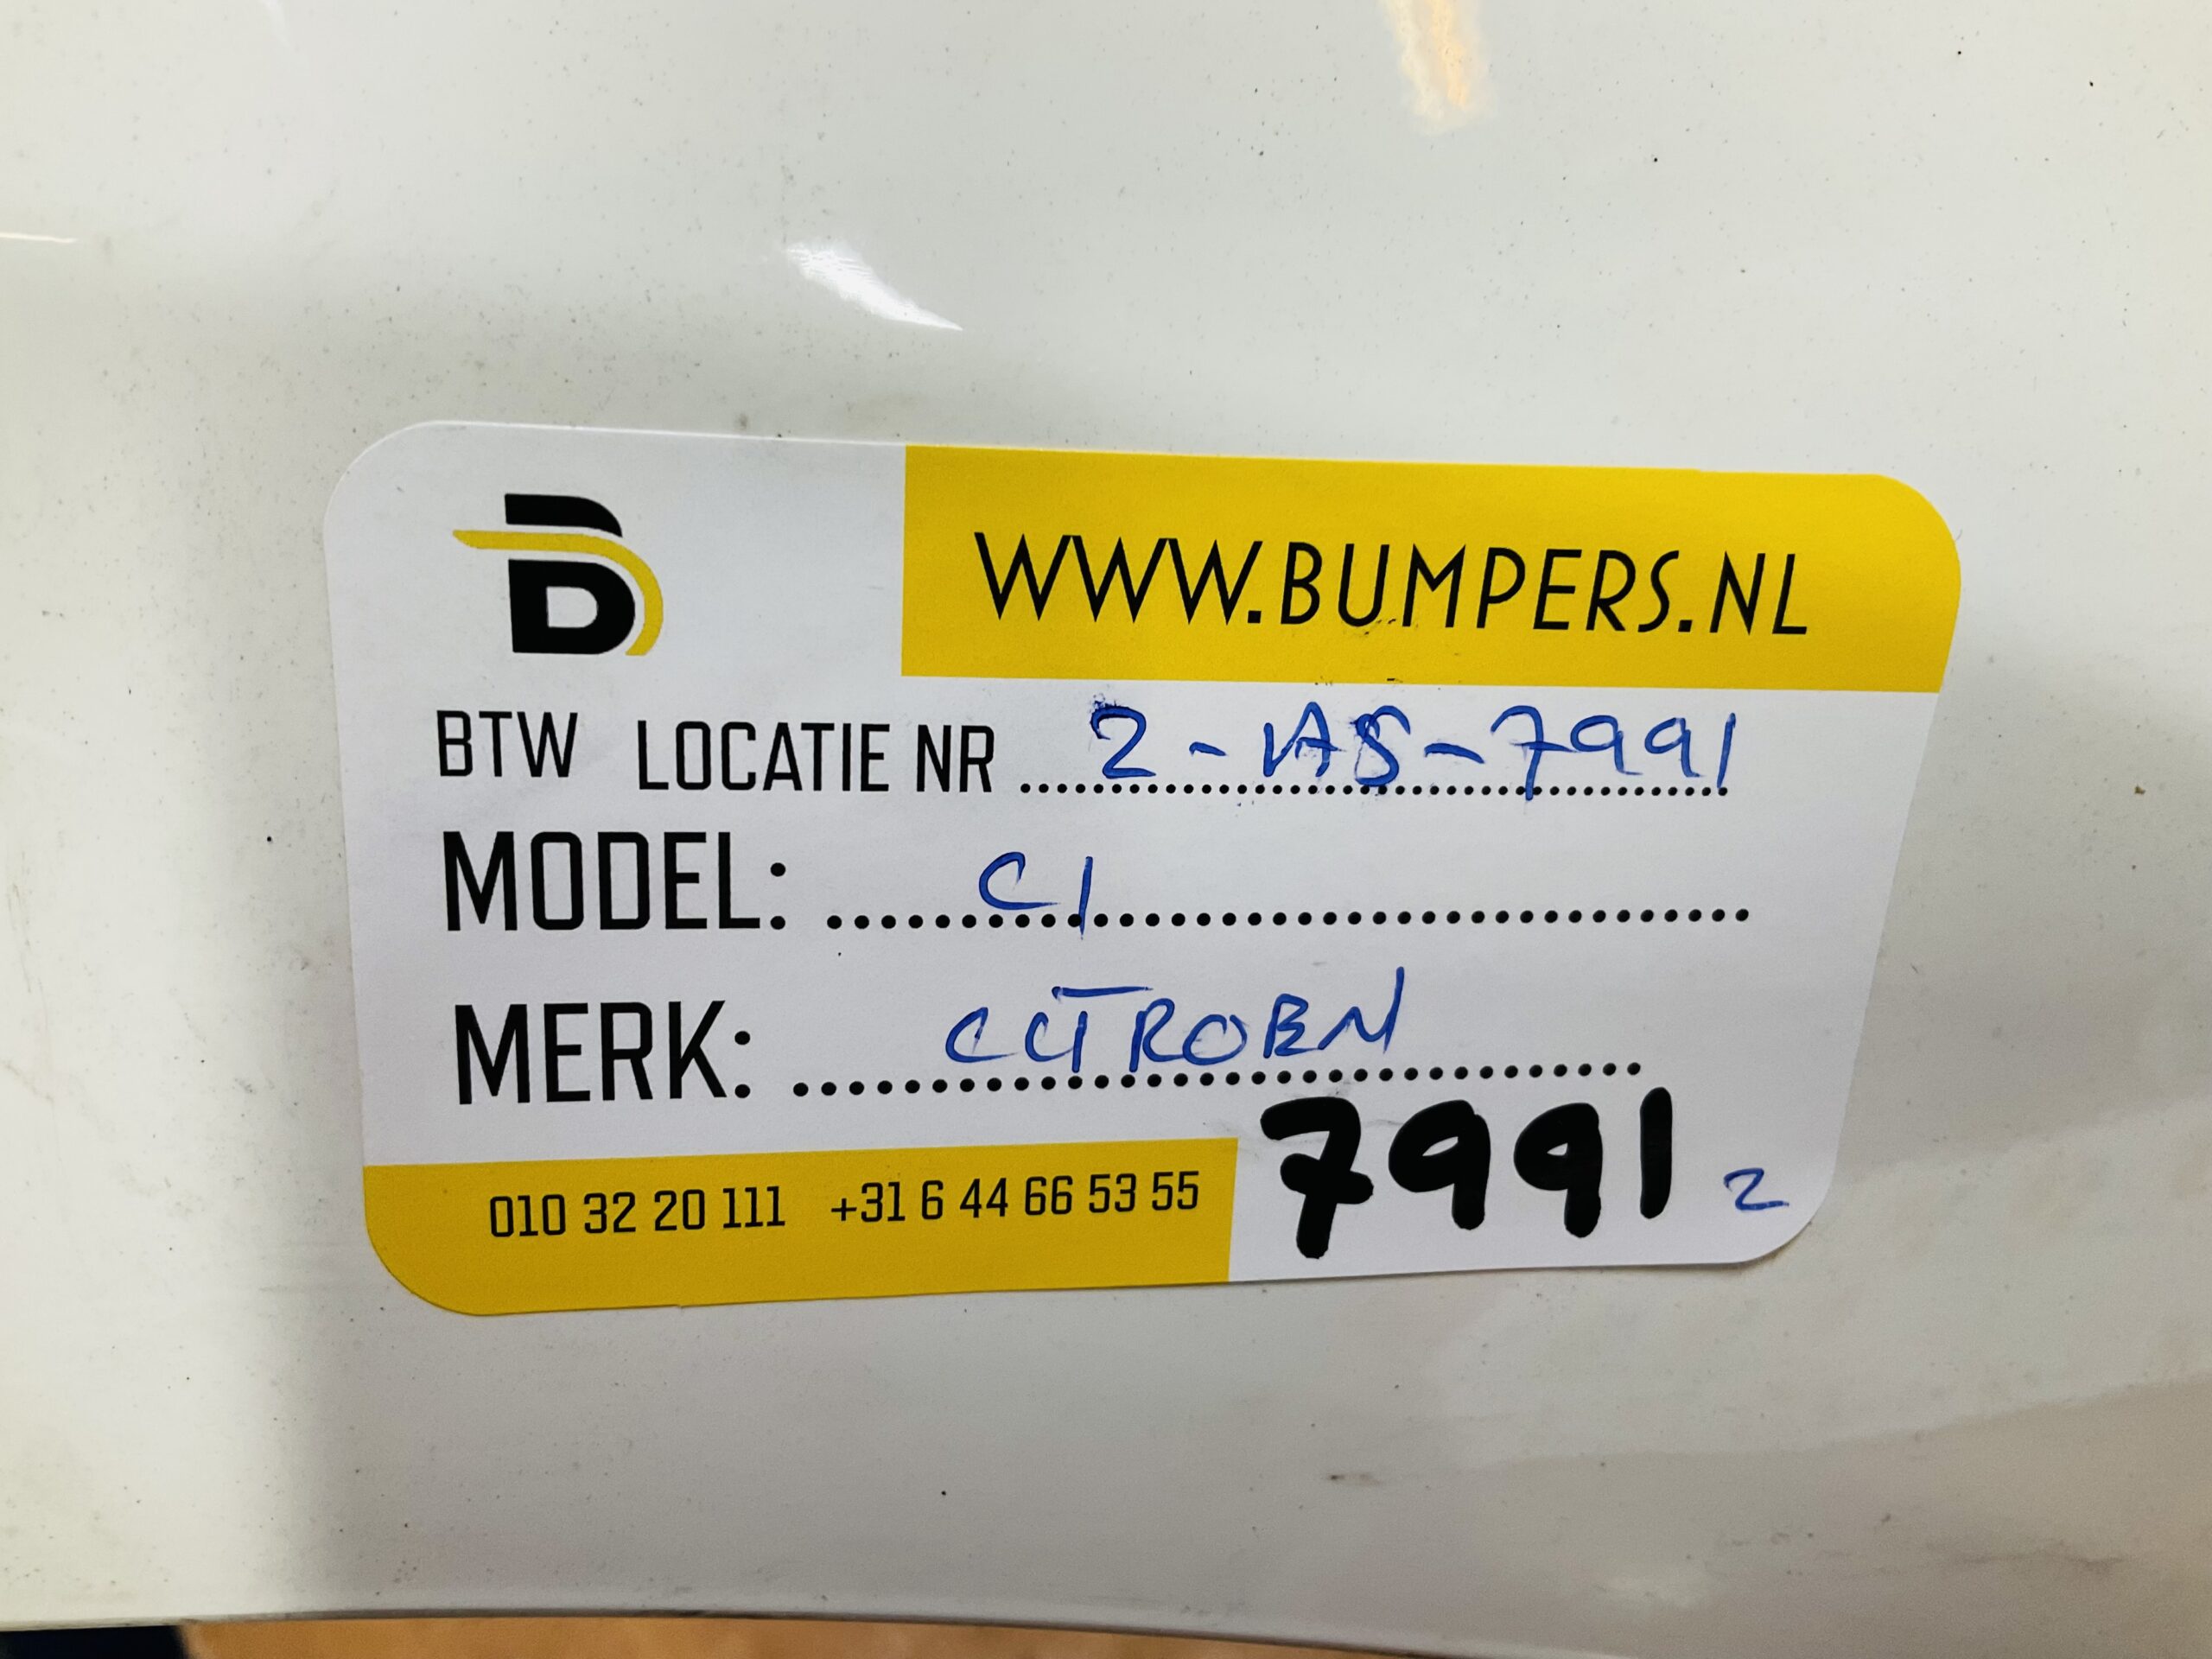 B
WWW.BUMPERS.NL
BTW LOCATIE NR 2-AS-7991
MODEL: C1
MERK: CITROEN
010 32 20 111 +31 6 44 66 53 55
7991 2